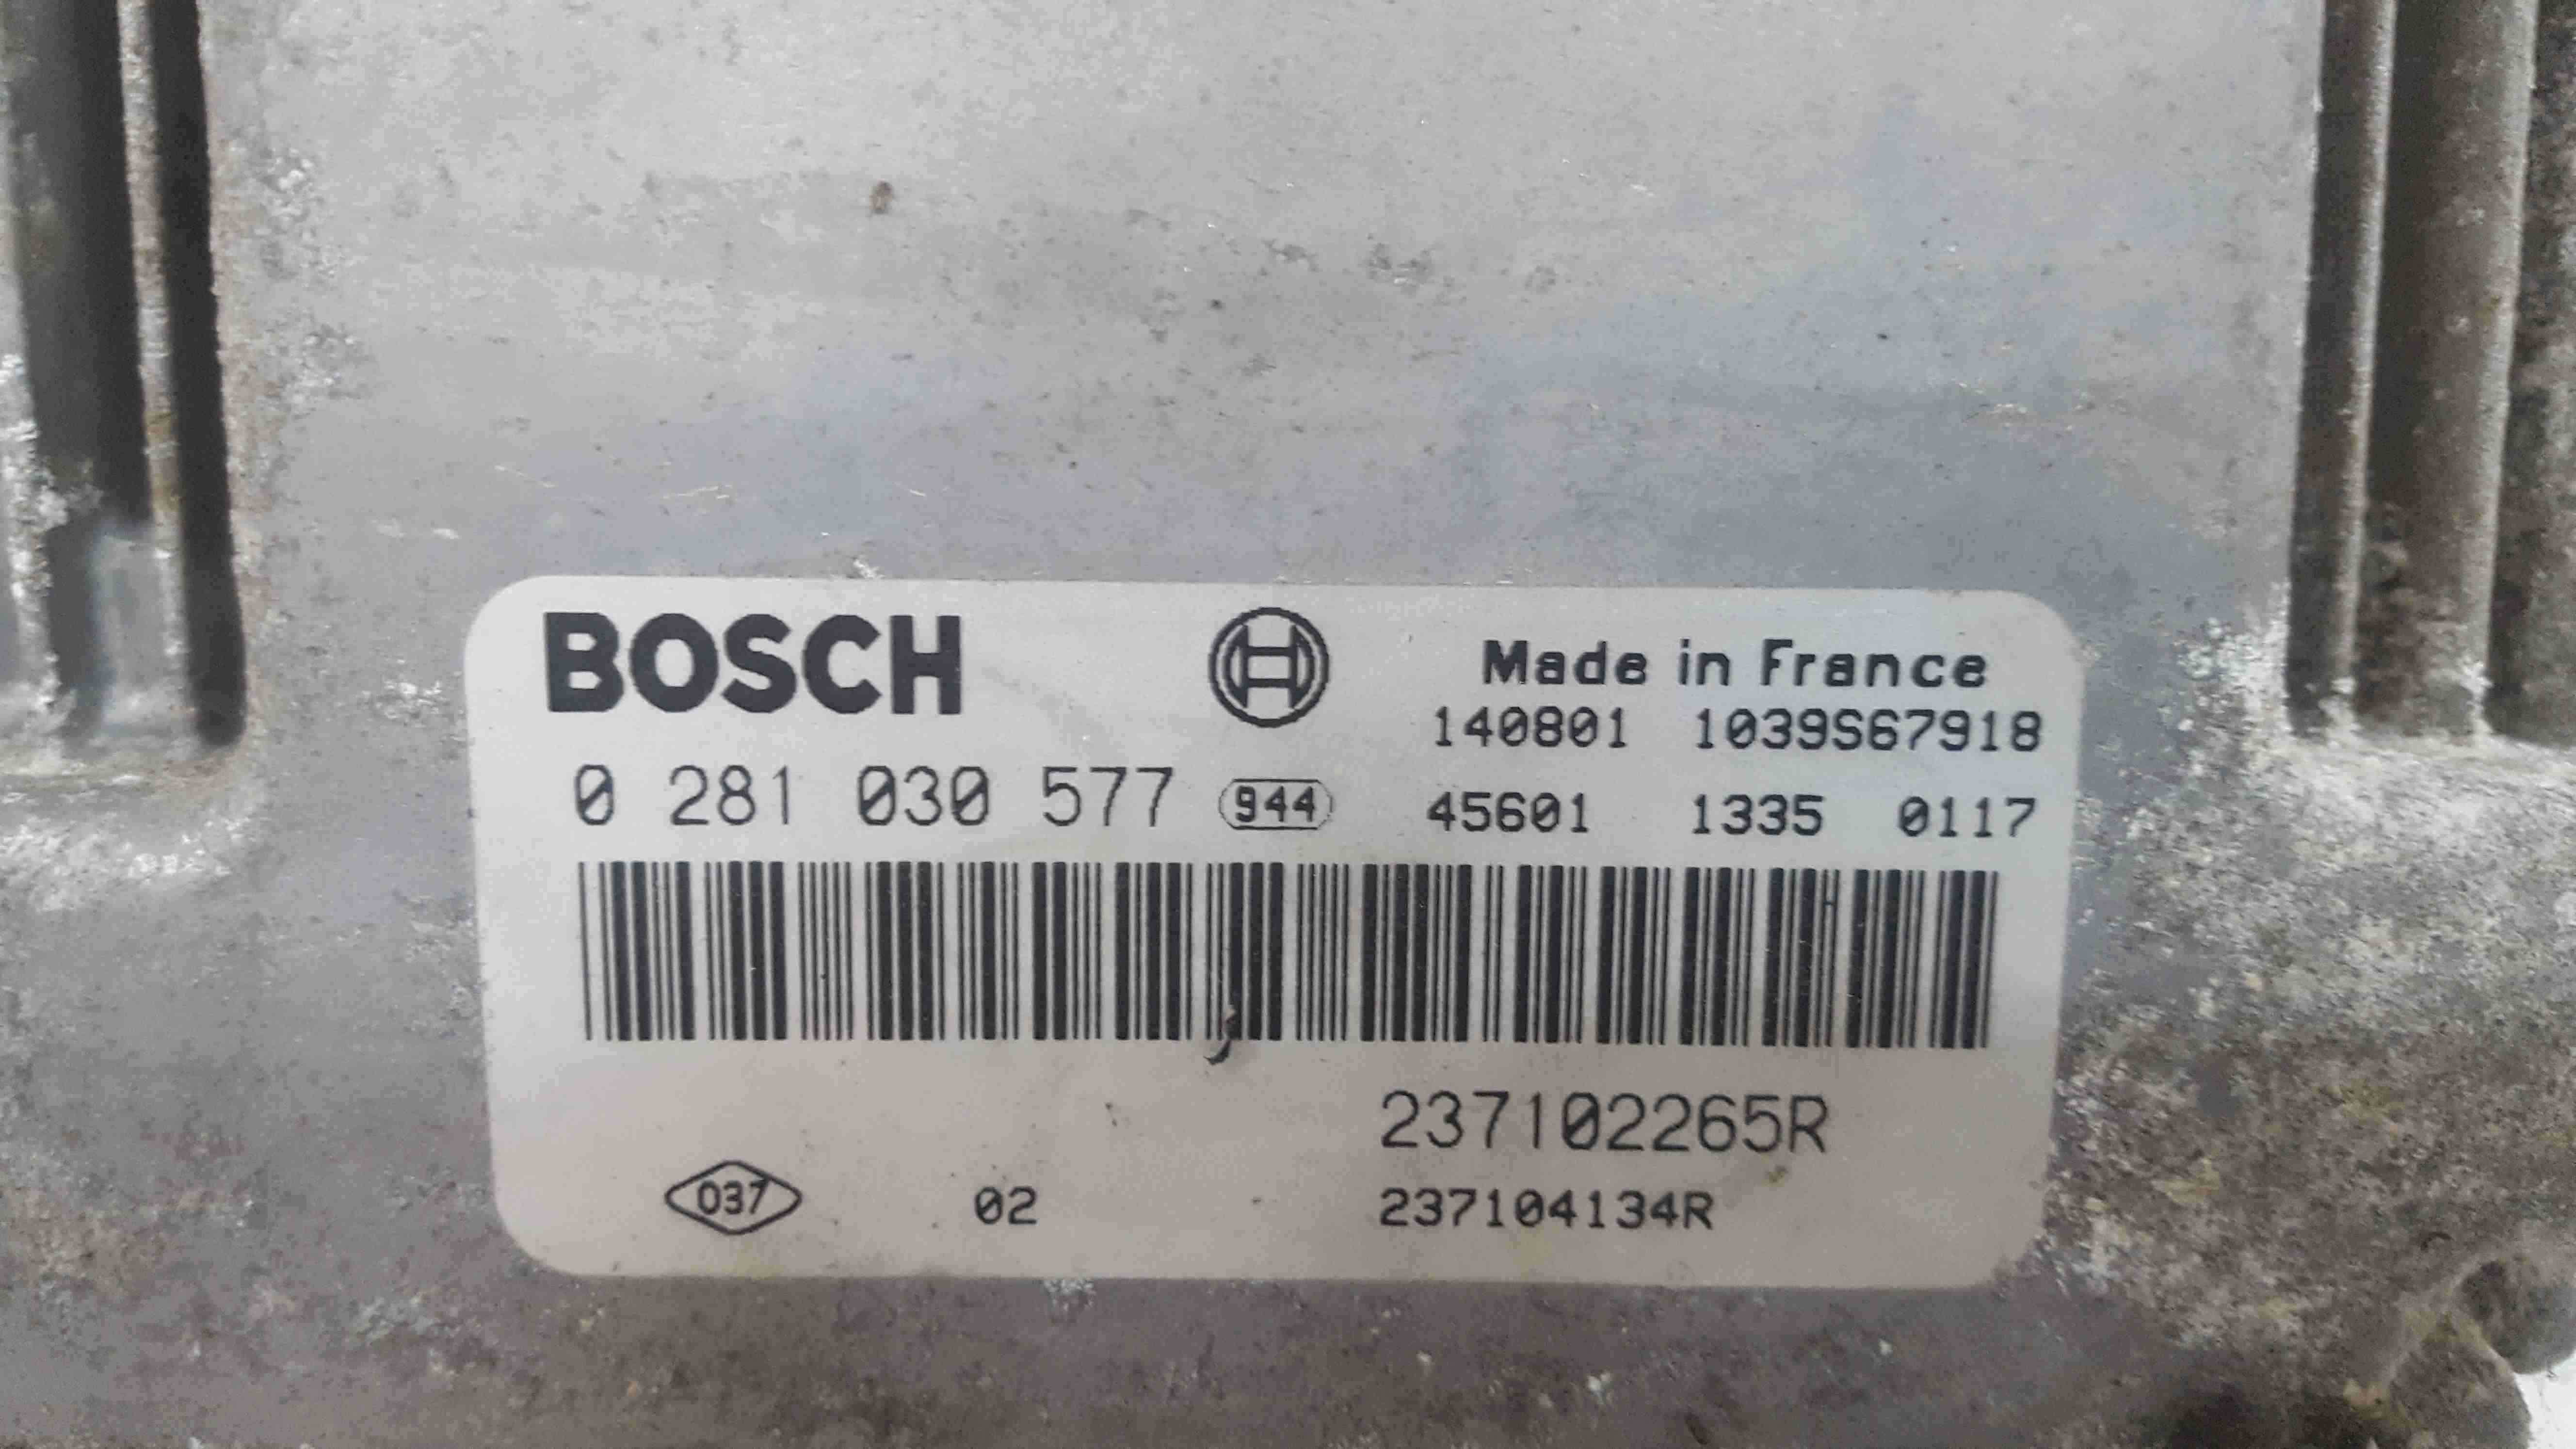 BOSCH
Made in France
140801 1039S67918
0 281 030 577 944 45601 1335 0117
237102265R
037 02 237104134R